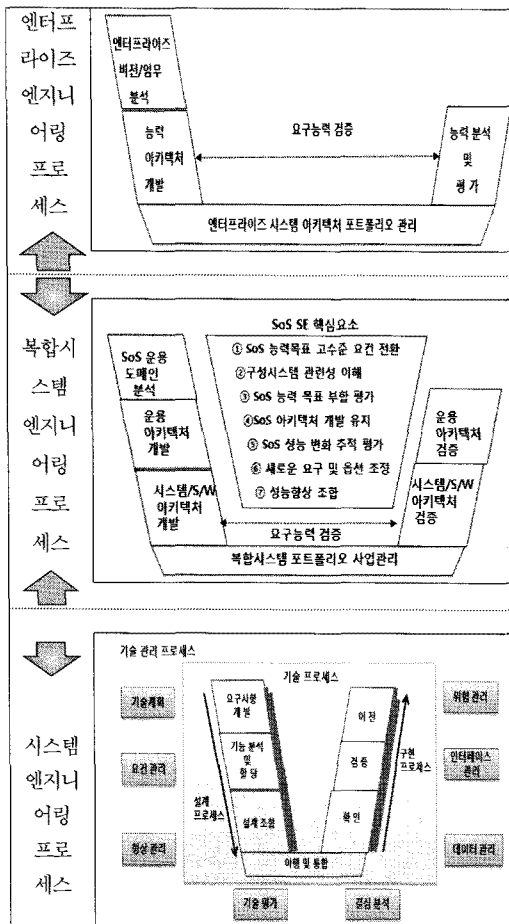 엔터프
라이즈
엔지니
어링
프로
세스
엔터프라이즈
비전/업무
분석
능력
아키텍처
개발
요구능력 검증
능력 분석
및
평가
엔터프라이즈 시스템 아키텍처 포트폴리오 관리
복합시
스템
엔지니
어링
프로
세스
SoS SE 핵심요소
SoS 운용
도메인
분석
운용
아키텍처
개발
시스템/S/W
아키텍처
개발
① SoS 능력목표 고수준 요건 전환
②구성시스템 관련성 이해
③ SoS 능력 목표 부합 평가
④SoS 아키텍처 개발 유지
⑤ SoS 성능 변화 추적 평가
⑥ 새로운 요구 및 옵션 조정
⑦ 성능향상 조합
운용
아키텍처
검증
시스템/S/W
아키텍처
검증
요구능력 검증
복합시스템 포트폴리오 사업관리
시스템
엔지니
어링
프로
세스
기술 관리 프로세스
기술 프로세스
기술계획
요건 관리
형상 관리
설계
프로세스
요구사항
개발
기능 분석
및
할당
설계 조합
이전
검증
확인
이행 및 통합
구현
프로세스
위험 관리
인터페이스
관리
데이터 관리
기술 평가
결심 분석